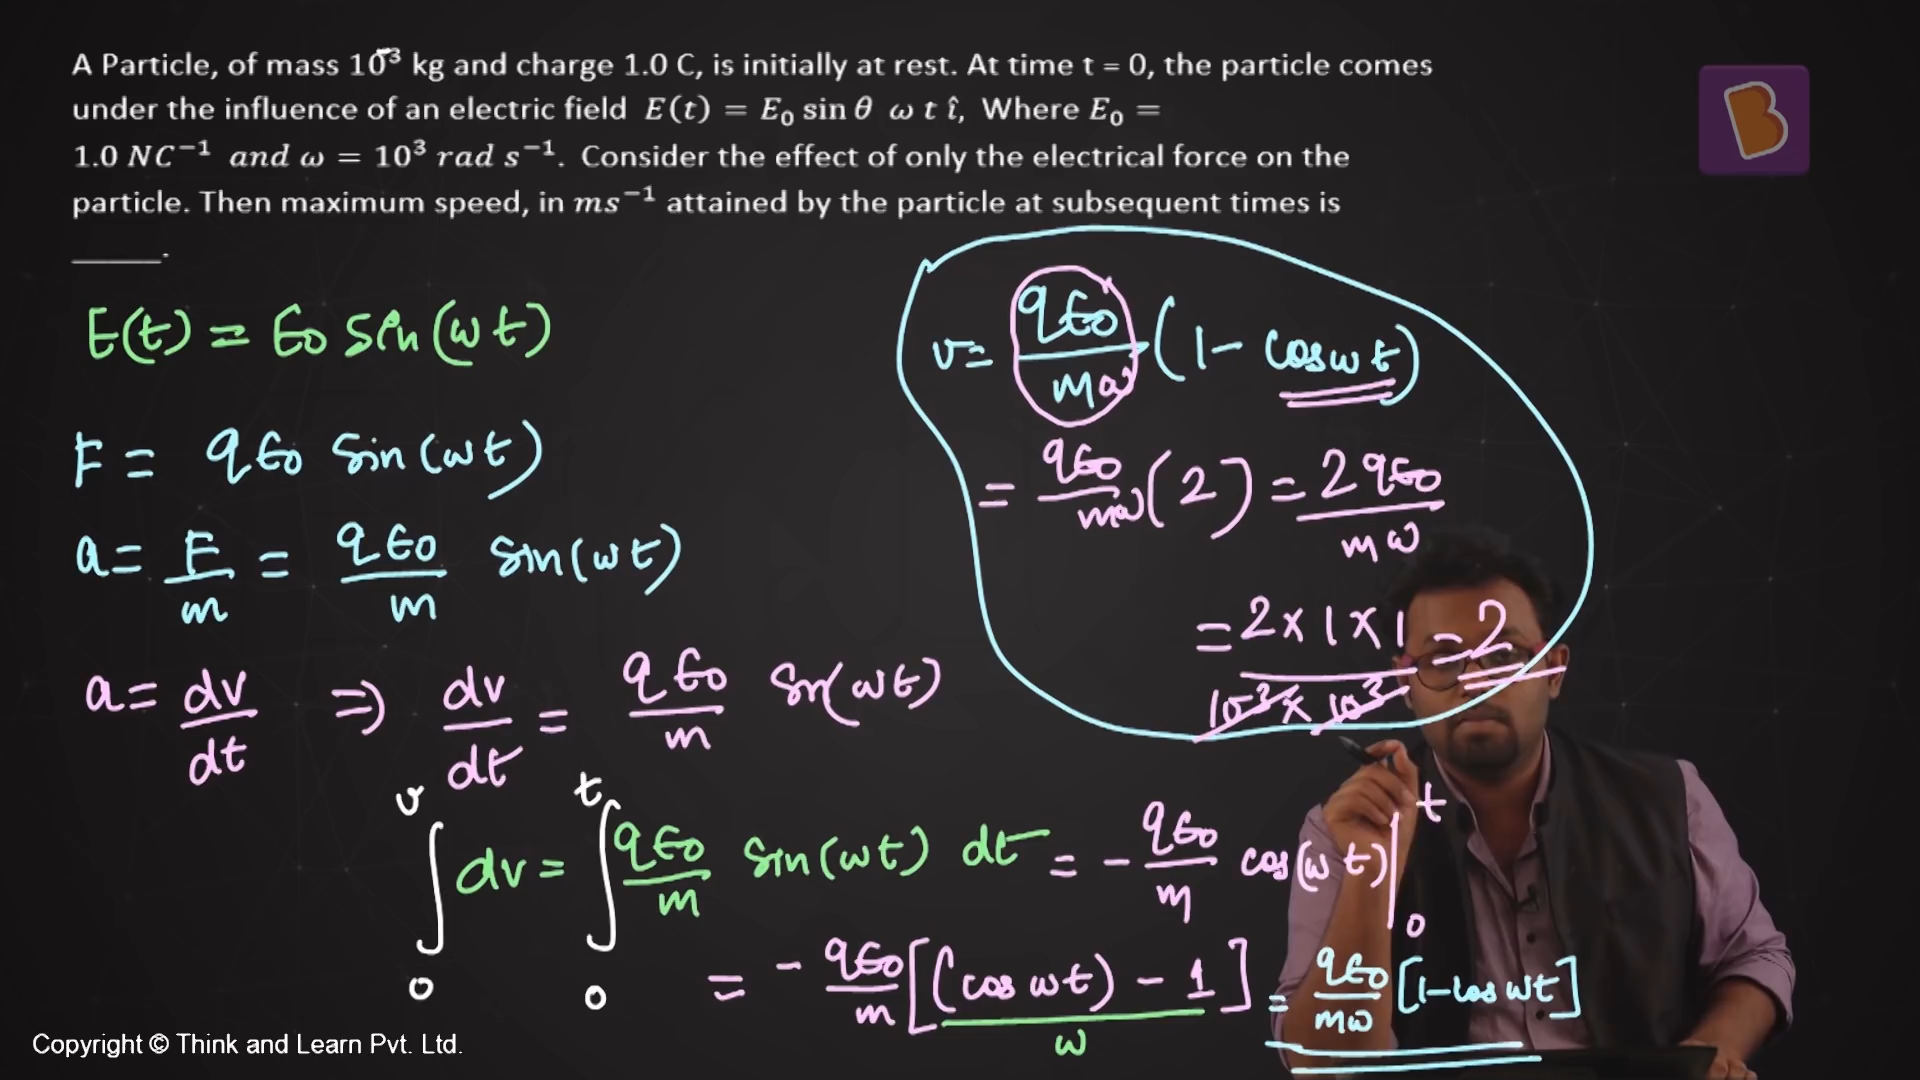 A Particle, of mass 10⁻³ kg and charge 1.0 C, is initially at rest. At time t = 0, the particle comes
under the influence of an electric field E(t) = E₀ sin θ ω t î, Where E₀ =
1.0 NC⁻¹ and ω = 10³ rad s⁻¹. Consider the effect of only the electrical force on the
particle. Then maximum speed, in ms⁻¹ attained by the particle at subsequent times is
______.
E(t) = E₀ sin(ωt)
F = qE₀ sin(ωt)
a = F/m = qE₀/m sin(ωt)
a = dv/dt ⇒ dv/dt = qE₀/m sin(ωt)
∫₀ᵛ dv = ∫₀ᵗ qE₀/m sin(ωt) dt = - qE₀/m cos(ωt)|₀ᵗ
= - qE₀/m [(cos ωt) - 1]/ω = qE₀/mω [1-cos ωt]
v = qE₀/mω (1 - cos ωt)
= qE₀/mω (2) = 2qE₀/mω
= 2 × 1 × 1 / 10⁻³ × 10³ = 2
B
Copyright © Think and Learn Pvt. Ltd.